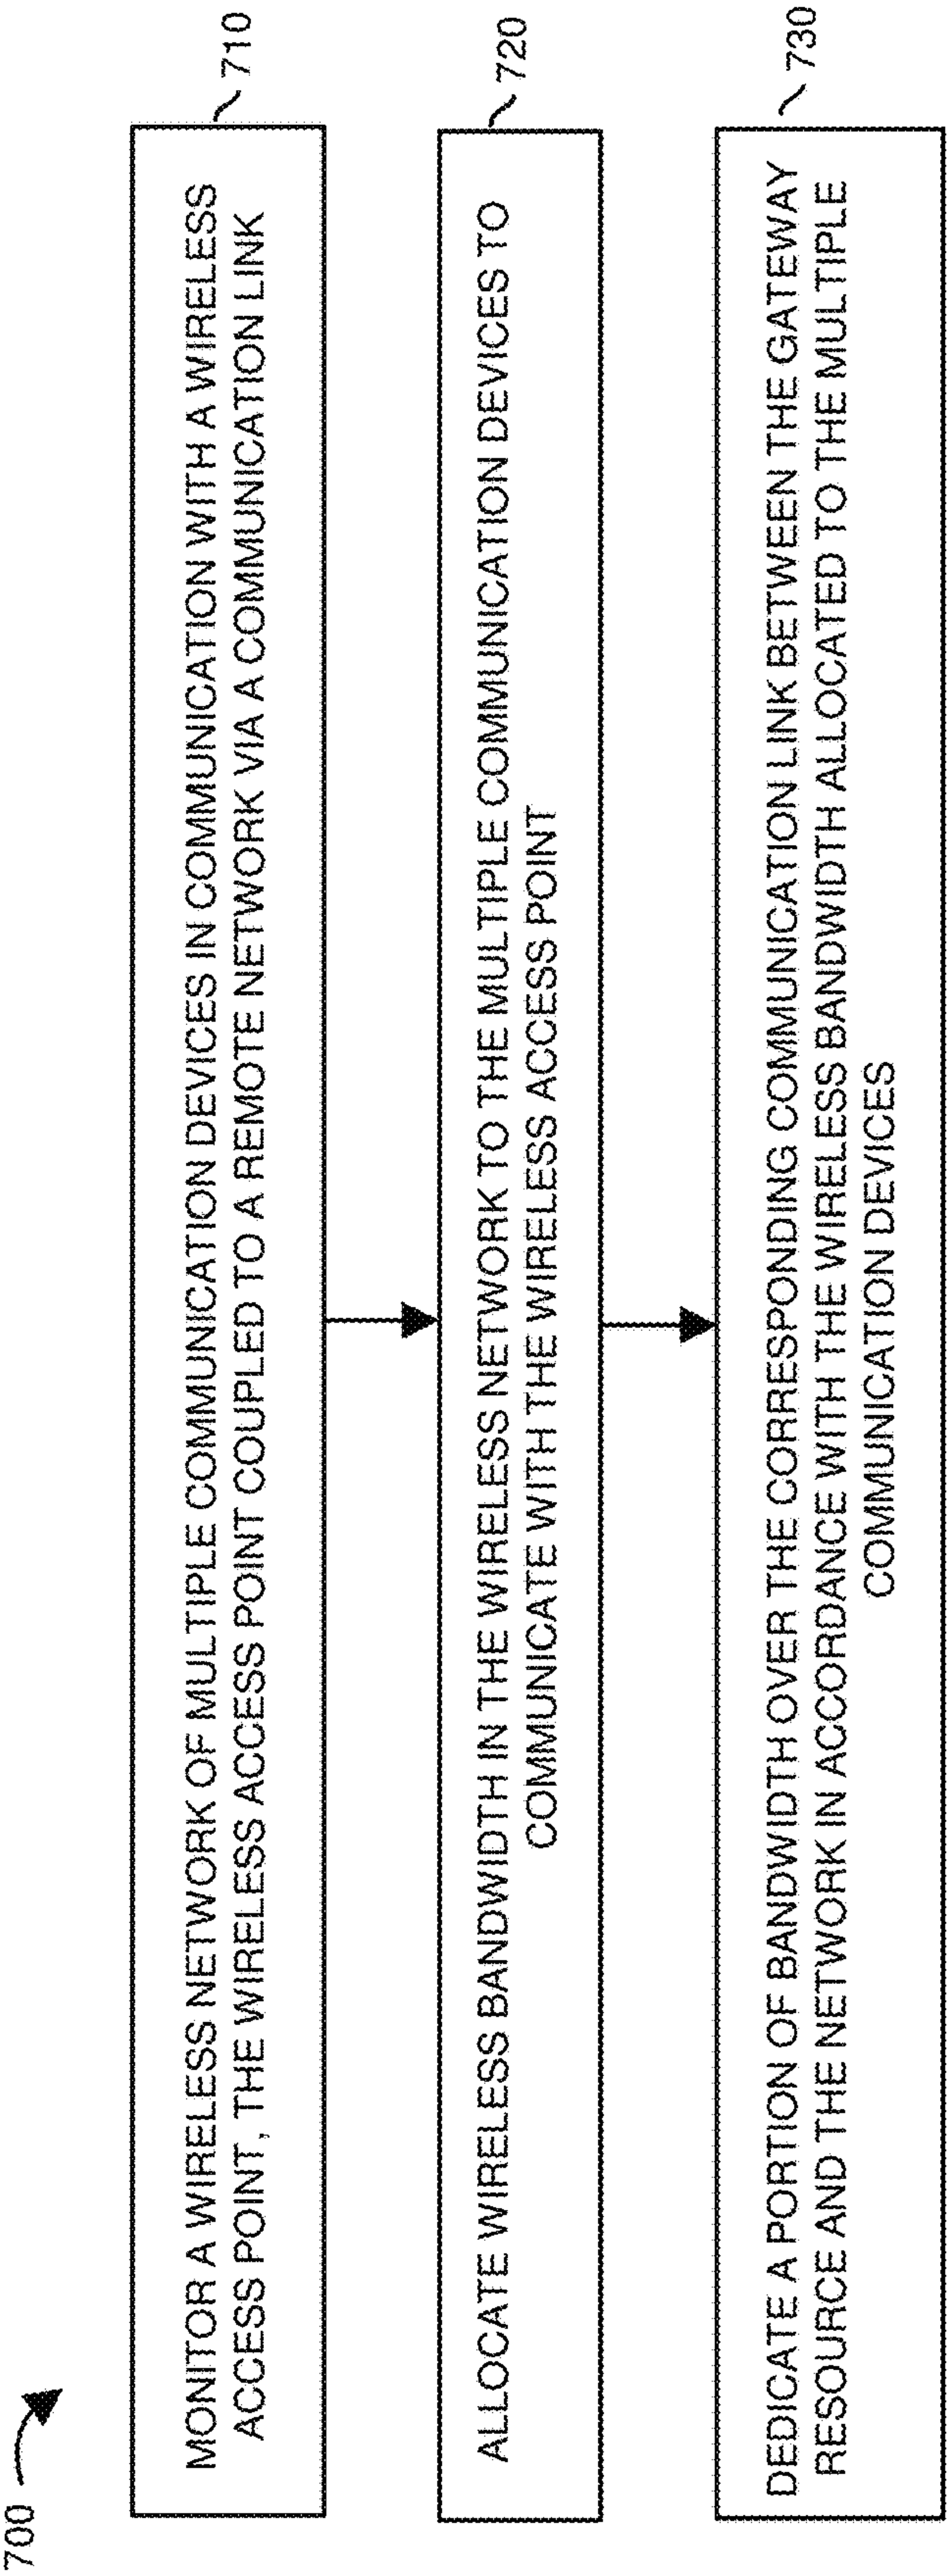 700
MONITOR A WIRELESS NETWORK OF MULTIPLE COMMUNICATION DEVICES IN COMMUNICATION WITH A WIRELESS
ACCESS POINT, THE WIRELESS ACCESS POINT COUPLED TO A REMOTE NETWORK VIA A COMMUNICATION LINK
710
ALLOCATE WIRELESS BANDWIDTH IN THE WIRELESS NETWORK TO THE MULTIPLE COMMUNICATION DEVICES TO
COMMUNICATE WITH THE WIRELESS ACCESS POINT
720
DEDICATE A PORTION OF BANDWIDTH OVER THE CORRESPONDING COMMUNICATION LINK BETWEEN THE GATEWAY
RESOURCE AND THE NETWORK IN ACCORDANCE WITH THE WIRELESS BANDWIDTH ALLOCATED TO THE MULTIPLE
COMMUNICATION DEVICES
730